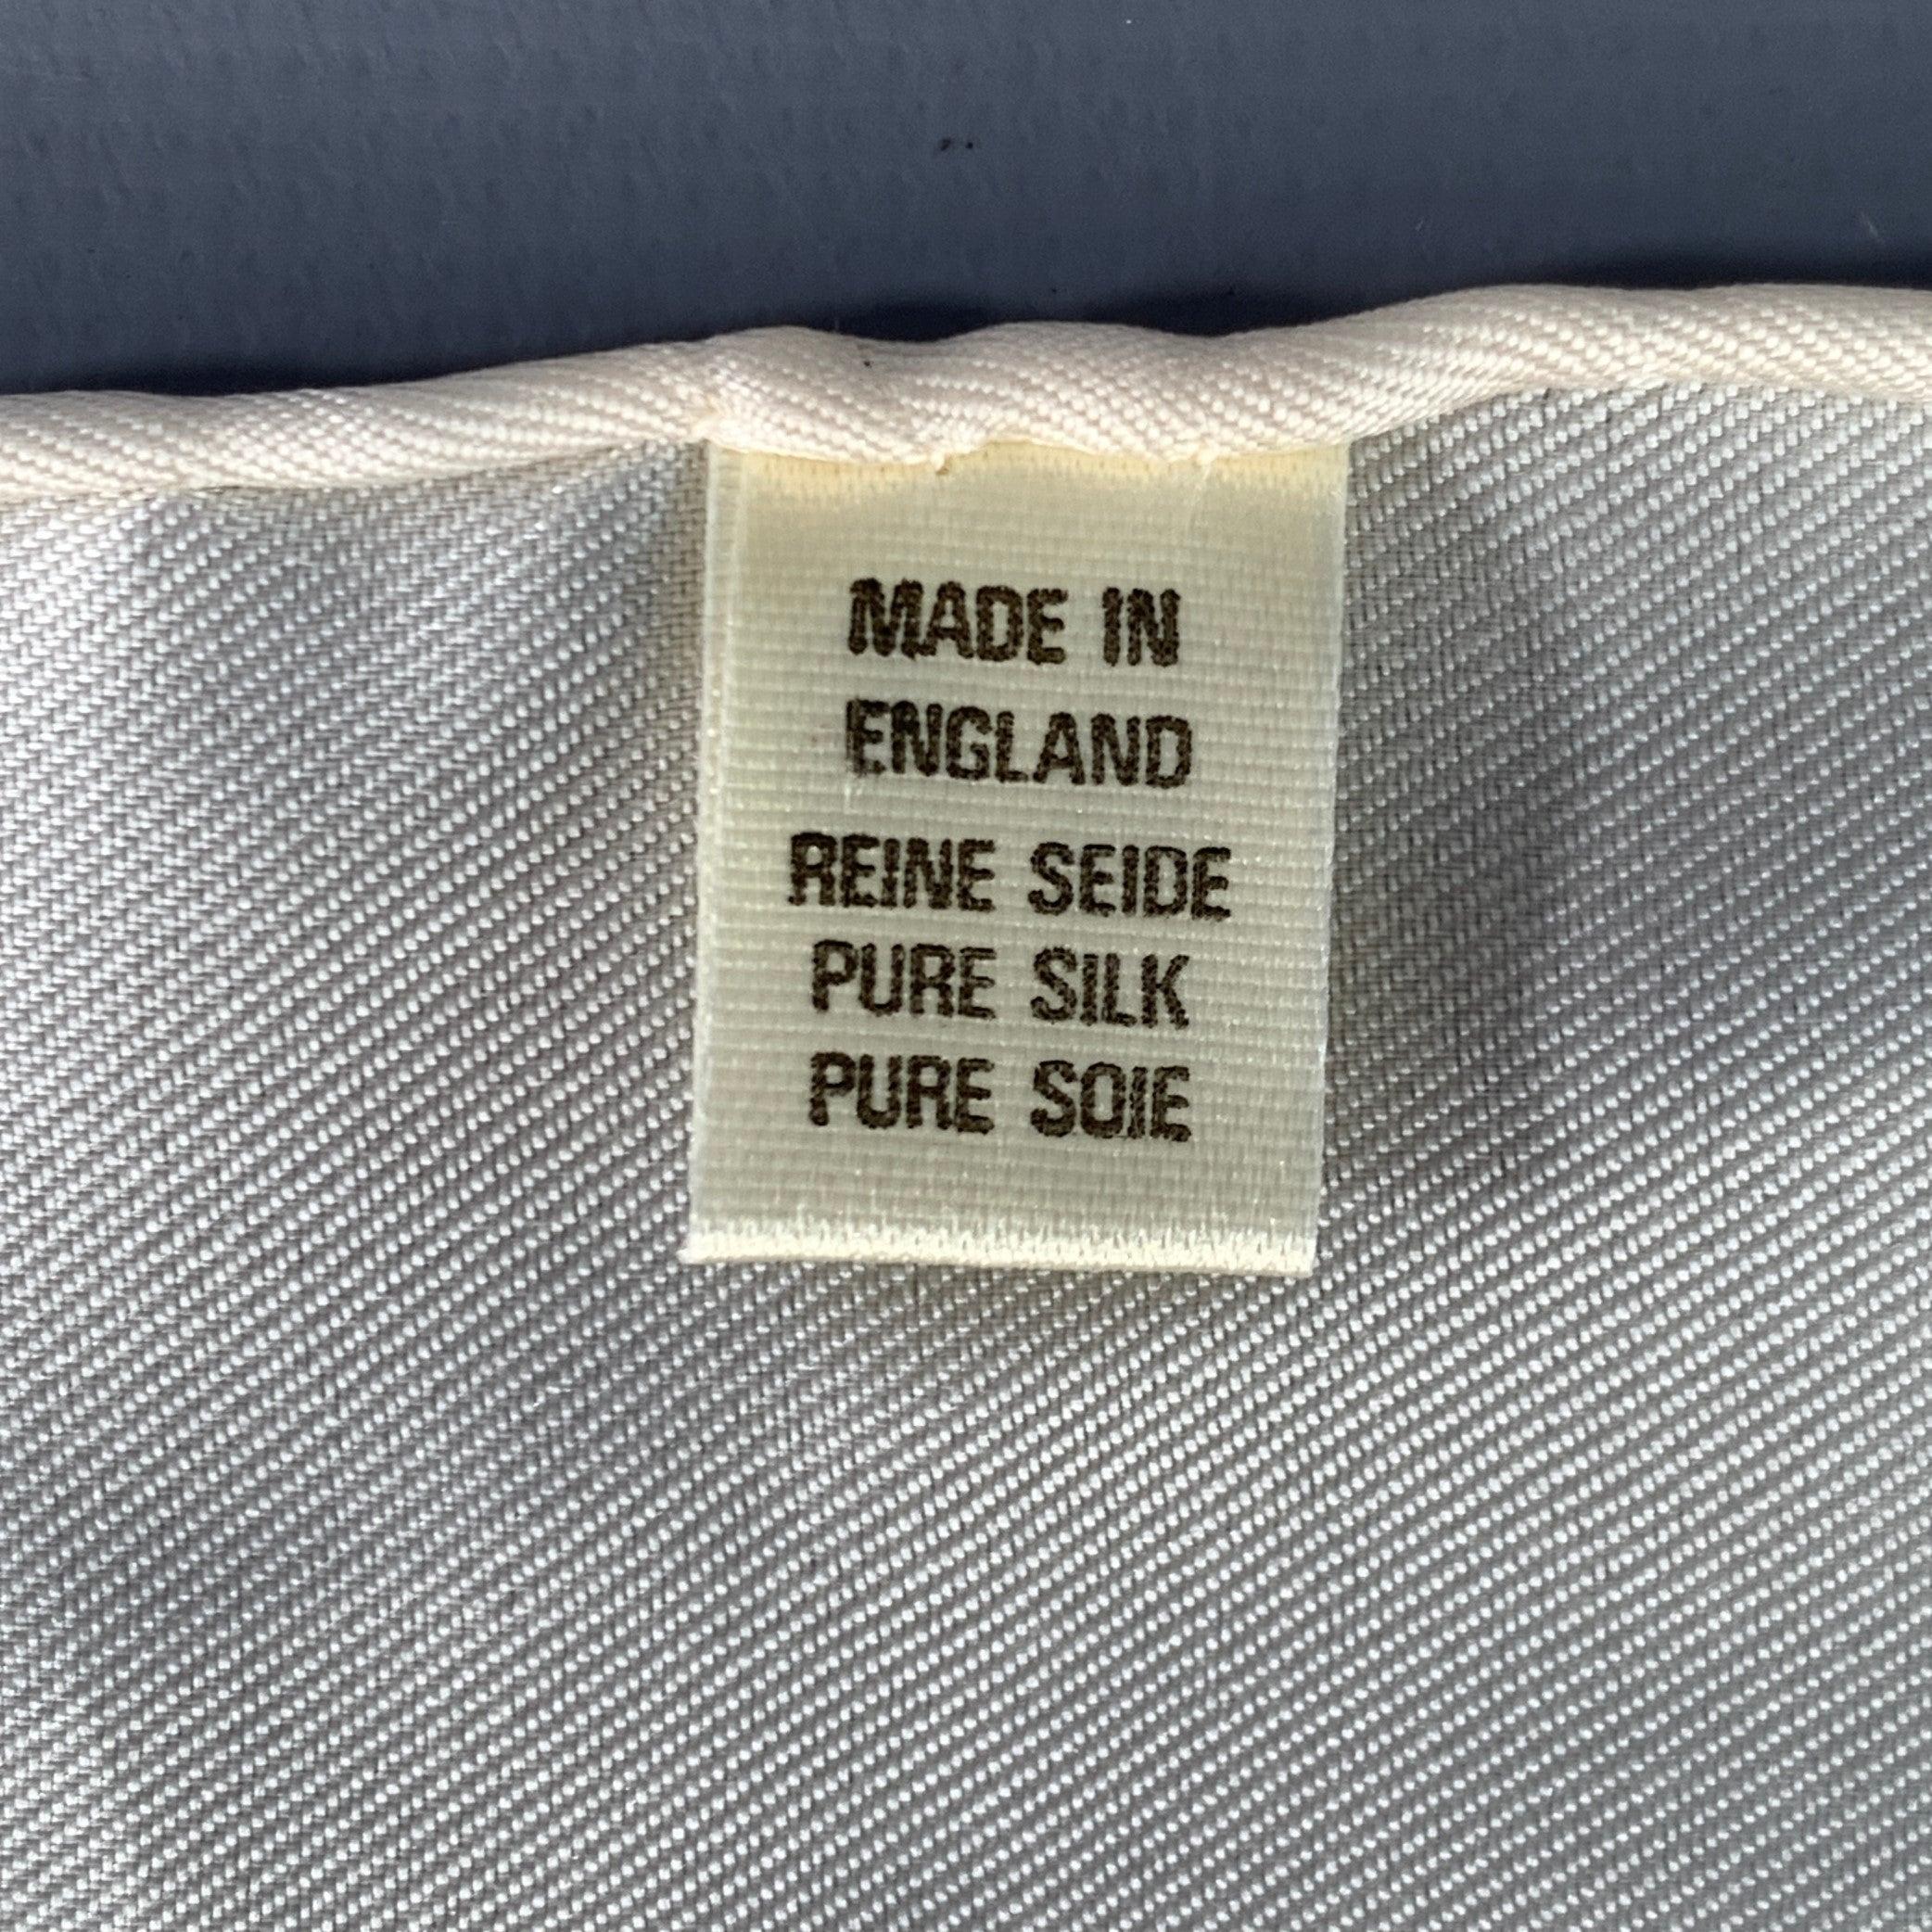 MADE IN
ENGLAND
REINE SEIDE
PURE SILK
PURE SOIE